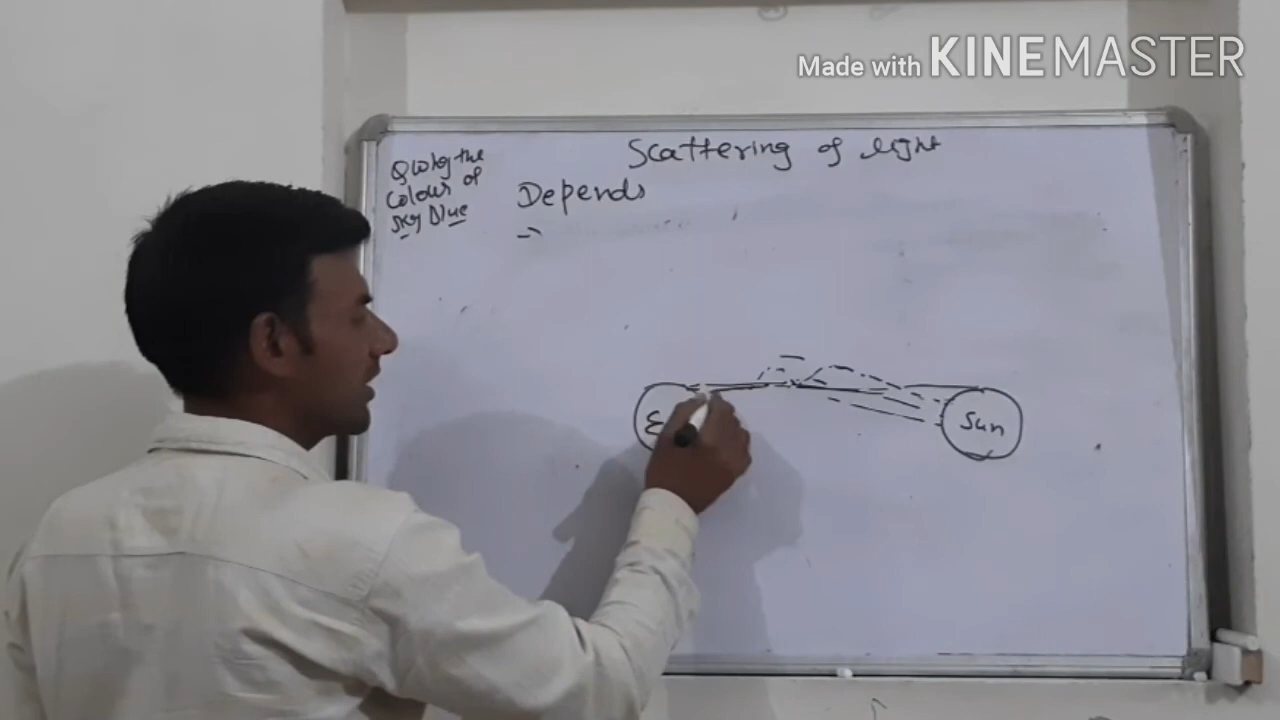 Made with KINEMASTER
Scattering of light
Q Why the
Colour of
Sky Blue
Depends
E
Sun